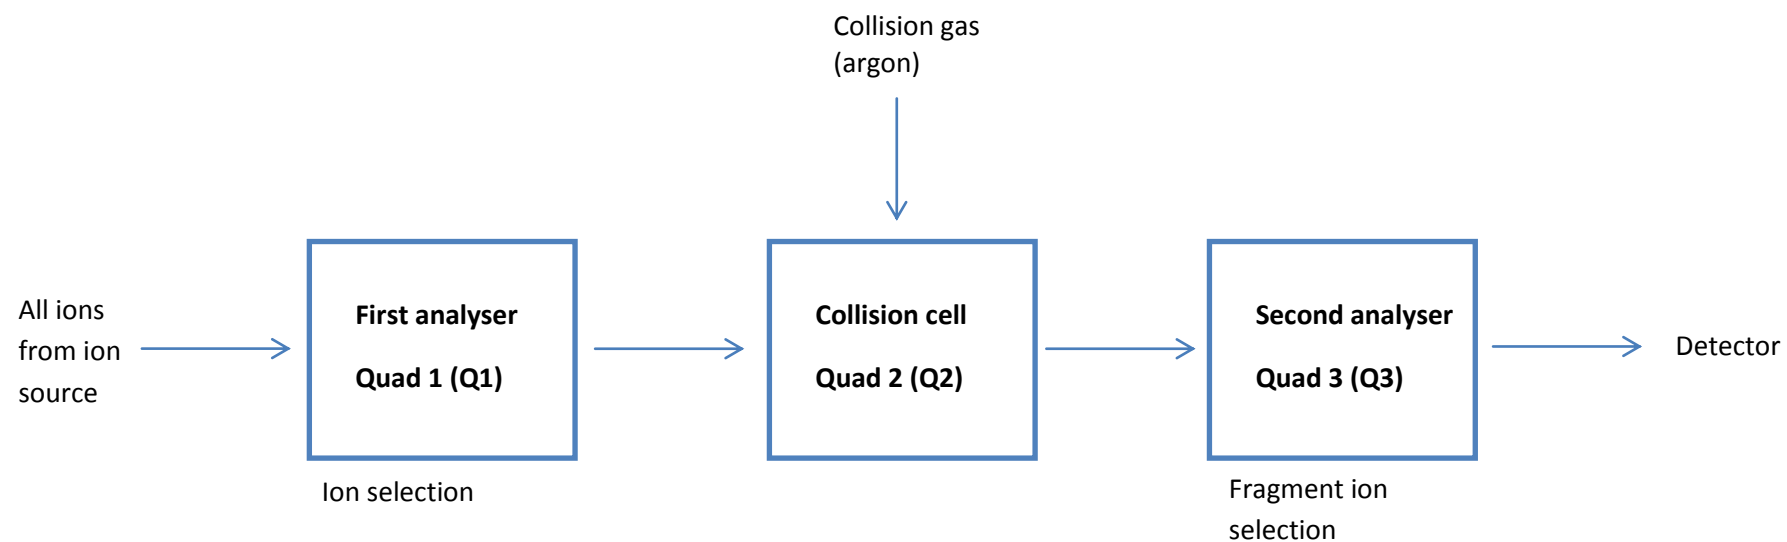 Collision gas
(argon)
All ions
from ion
source
First analyser
Quad 1 (Q1)
Ion selection
Collision cell
Quad 2 (Q2)
Second analyser
Quad 3 (Q3)
Fragment ion
selection
Detector